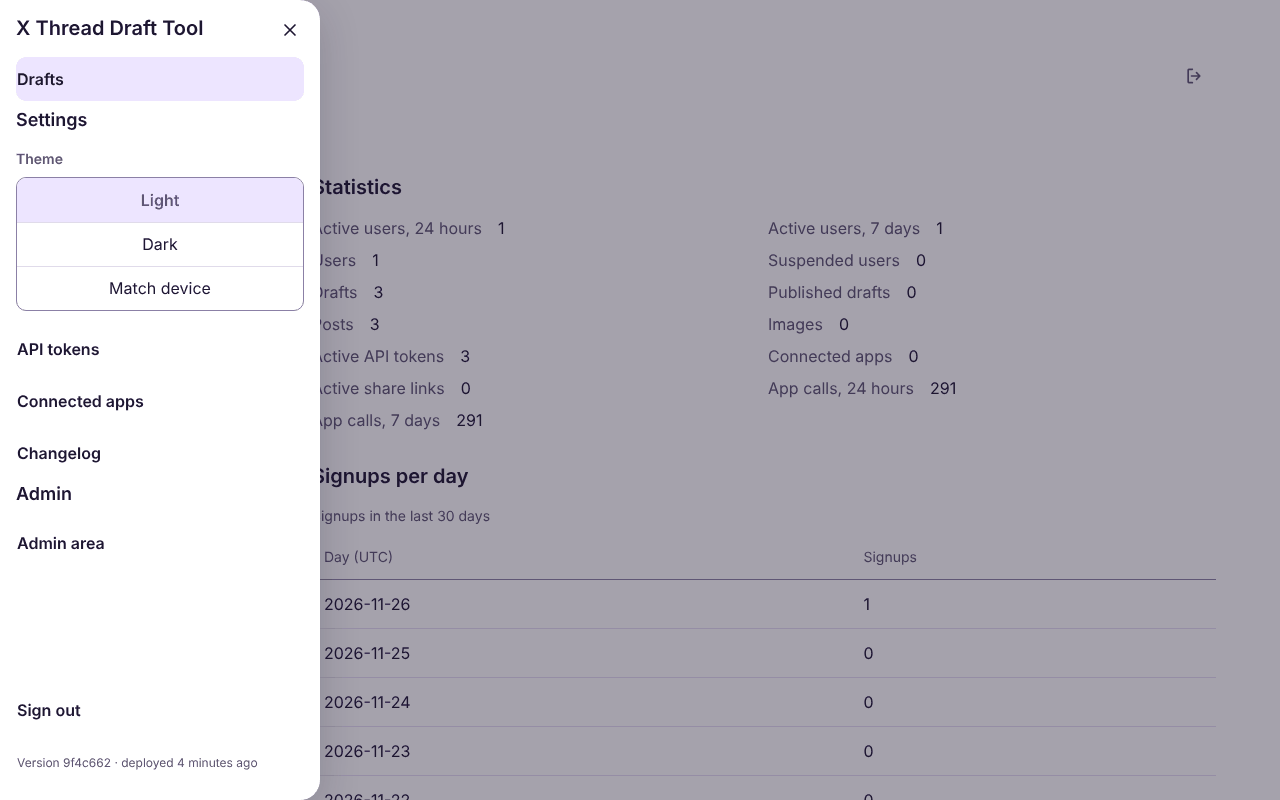 X Thread Draft Tool
Drafts
Settings
Theme
Light
Dark
Match device
API tokens
Connected apps
Changelog
Admin
Admin area
Sign out
Version 9f4c662 · deployed 4 minutes ago
Statistics
Active users, 24 hours 1
Active users, 7 days 1
Users 1
Suspended users 0
Drafts 3
Published drafts 0
Posts 3
Images 0
Active API tokens 3
Connected apps 0
Active share links 0
App calls, 24 hours 291
App calls, 7 days 291
Signups per day
Signups in the last 30 days
Day (UTC) Signups
2026-11-26 1
2026-11-25 0
2026-11-24 0
2026-11-23 0
2026-11-22 0